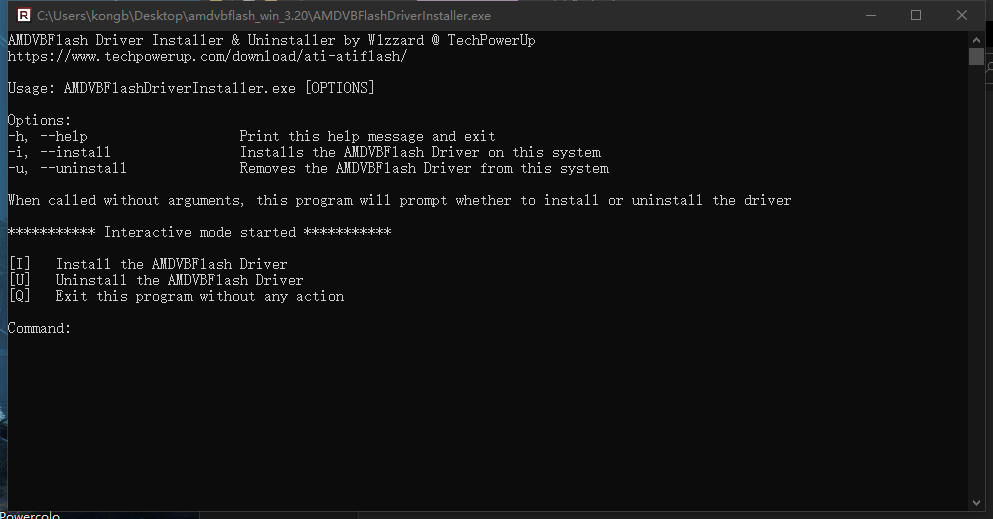 C:\Users\kongb\Desktop\amdvbflash_win_3.20\AMDVBFlashDriverInstaller.exe
AMDVBFlash Driver Installer & Uninstaller by W1zzard @ TechPowerUp
https://www.techpowerup.com/download/ati-atiflash/
Usage: AMDVBFlashDriverInstaller.exe [OPTIONS]
Options:
-h, --help Print this help message and exit
-i, --install Installs the AMDVBFlash Driver on this system
-u, --uninstall Removes the AMDVBFlash Driver from this system
When called without arguments, this program will prompt whether to install or uninstall the driver
*********** Interactive mode started ***********
[I] Install the AMDVBFlash Driver
[U] Uninstall the AMDVBFlash Driver
[Q] Exit this program without any action
Command:
Powercolo